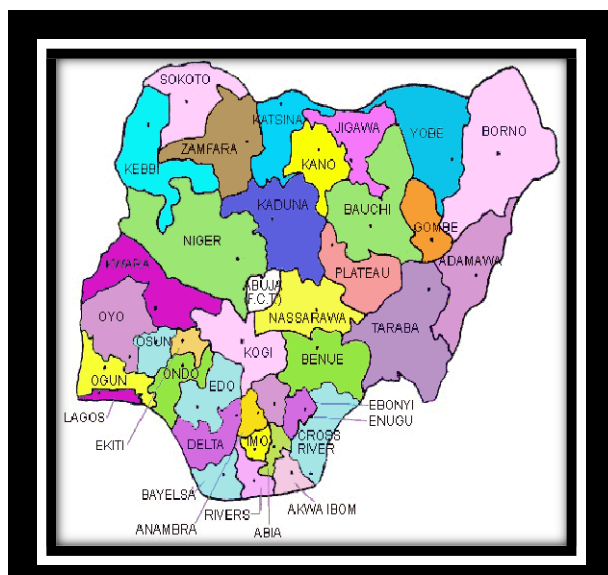 SOKOTO
KATSINA
JIGAWA
YOBE
BORNO
ZAMFARA
KEBBI
KANO
KADUNA
BAUCHI
GOMBE
NIGER
ADAMAWA
KWARA
PLATEAU
ABUJA
(F.C.T)
NASSARAWA
OYO
TARABA
OSUN
KOGI
BENUE
ONDO
OGUN
EDO
EBONYI
LAGOS
ENUGU
EKITI
DELTA
IMO
CROSS
RIVER
BAYELSA
RIVERS
AKWA IBOM
ANAMBRA
ABIA